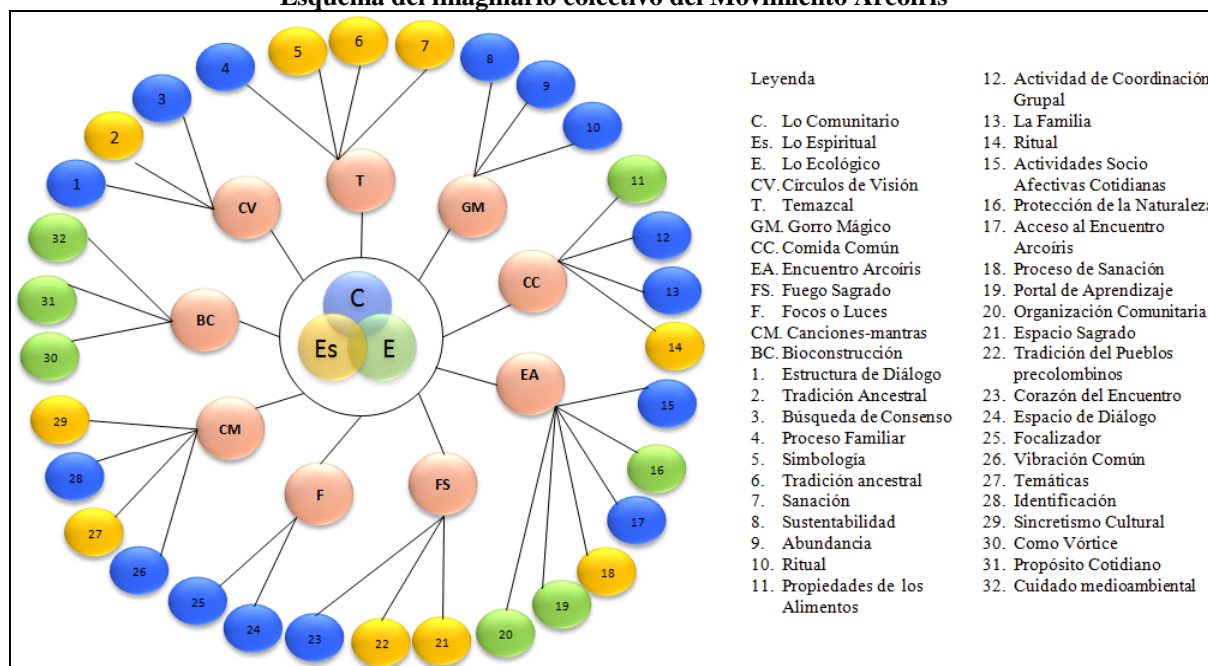 Esquema del imaginario colectivo del Movimiento Arcoíris
4
5
6
7
8
3
9
2
10
1
T
CV
GM
11
32
12
CC
31
BC
C
13
30
Es
E
14
EA
29
CM
15
28
F
FS
16
27
17
26
18
25
19
24
23
22
21
20
Leyenda
C. Lo Comunitario
Es. Lo Espiritual
E. Lo Ecológico
CV. Círculos de Visión
T. Temazcal
GM. Gorro Mágico
CC. Comida Común
EA. Encuentro Arcoíris
FS. Fuego Sagrado
F. Focos o Luces
CM. Canciones-mantras
BC. Bioconstrucción
1. Estructura de Diálogo
2. Tradición Ancestral
3. Búsqueda de Consenso
4. Proceso Familiar
5. Simbología
6. Tradición ancestral
7. Sanación
8. Sustentabilidad
9. Abundancia
10. Ritual
11. Propiedades de los
Alimentos
12. Actividad de Coordinación
Grupal
13. La Familia
14. Ritual
15. Actividades Socio
Afectivas Cotidianas
16. Protección de la Naturaleza
17. Acceso al Encuentro
Arcoíris
18. Proceso de Sanación
19. Portal de Aprendizaje
20. Organización Comunitaria
21. Espacio Sagrado
22. Tradición del Pueblos
precolombinos
23. Corazón del Encuentro
24. Espacio de Diálogo
25. Focalizador
26. Vibración Común
27. Temáticas
28. Identificación
29. Sincretismo Cultural
30. Como Vórtice
31. Propósito Cotidiano
32. Cuidado medioambiental